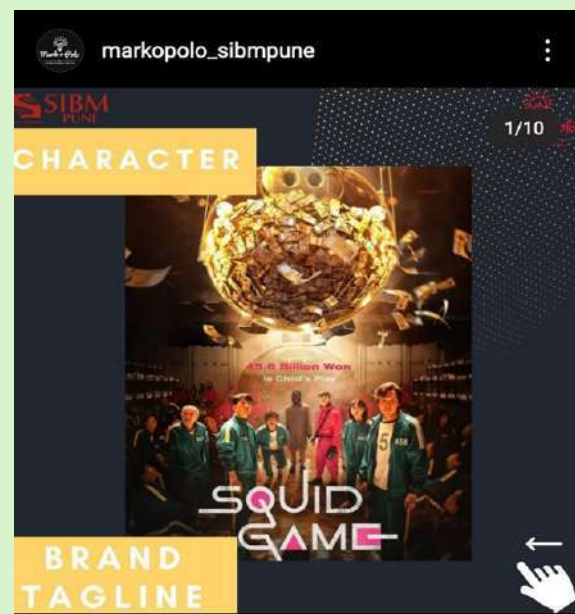 markopolo_sibmpune
SIBM
PUNE
1/10
CHARACTER
45.6 Billion Won
Is Child's Play
456
SQUID
GAME
BRAND
TAGLINE